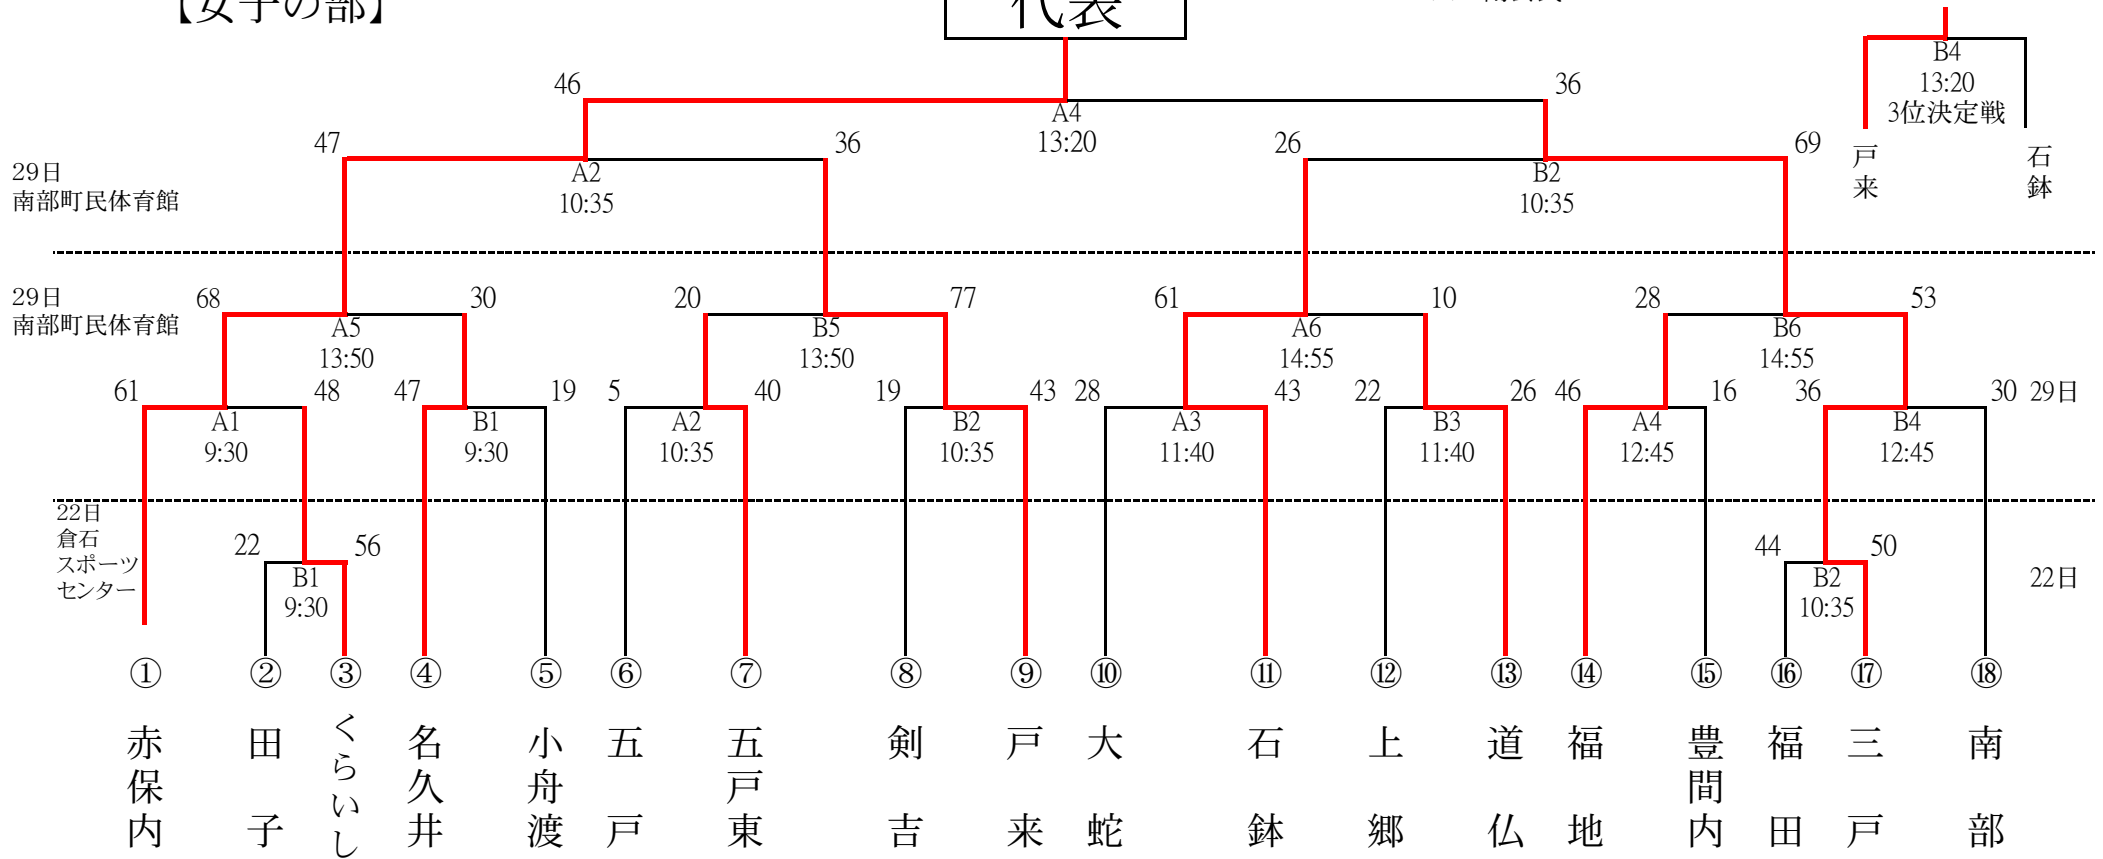 【女子の部】
代表
B4
13:20
3位決定戦
戸来
石鉢
46
36
A4
13:20
47
36
26
69
29日
南部町民体育館
A2
10:35
B2
10:35
29日
南部町民体育館
68
30
20
77
61
10
28
53
A5
13:50
B5
13:50
A6
14:55
B6
14:55
61
48
47
19
5
40
19
43
28
43
22
26
46
16
36
30
29日
A1
9:30
B1
9:30
A2
10:35
B2
10:35
A3
11:40
B3
11:40
A4
12:45
B4
12:45
22日
倉石
スポーツ
センター
22
56
B1
9:30
44
50
B2
10:35
22日
① ② ③ ④ ⑤ ⑥ ⑦ ⑧ ⑨ ⑩ ⑪ ⑫ ⑬ ⑭ ⑮ ⑯ ⑰ ⑱
赤保内
田子
くらいし
名久井
小舟渡
五戸
五戸東
剣吉
戸来
大蛇
石鉢
上郷
道仏
福地
豊間内
福田
三戸
南部